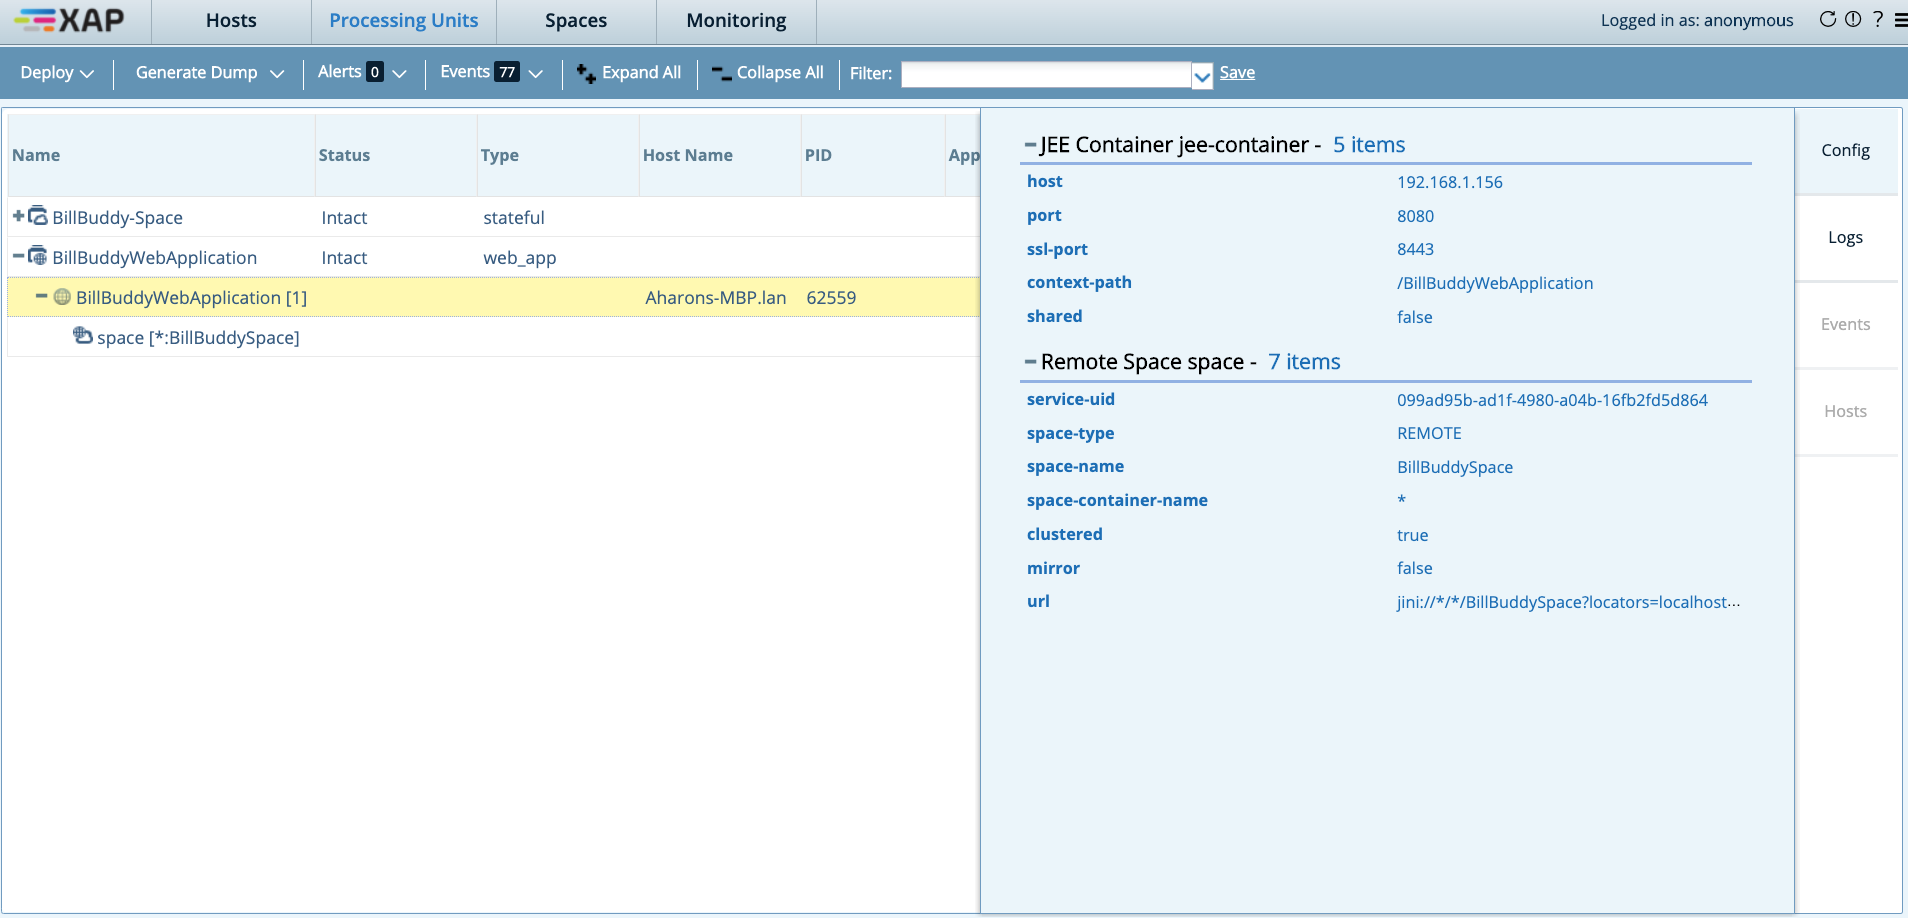 XAP Hosts Processing Units Spaces Monitoring Logged in as: anonymous ?
Deploy Generate Dump Alerts 0 Events 77 Expand All Collapse All Filter: Save
Name Status Type Host Name PID App
BillBuddy-Space Intact stateful
BillBuddyWebApplication Intact web_app
BillBuddyWebApplication [1] Aharons-MBP.lan 62559
space [*:BillBuddySpace]
JEE Container jee-container - 5 items
host 192.168.1.156
port 8080
ssl-port 8443
context-path /BillBuddyWebApplication
shared false
Remote Space space - 7 items
service-uid 099ad95b-ad1f-4980-a04b-16fb2fd5d864
space-type REMOTE
space-name BillBuddySpace
space-container-name *
clustered true
mirror false
url jini://*/*/BillBuddySpace?locators=localhost...
Config
Logs
Events
Hosts